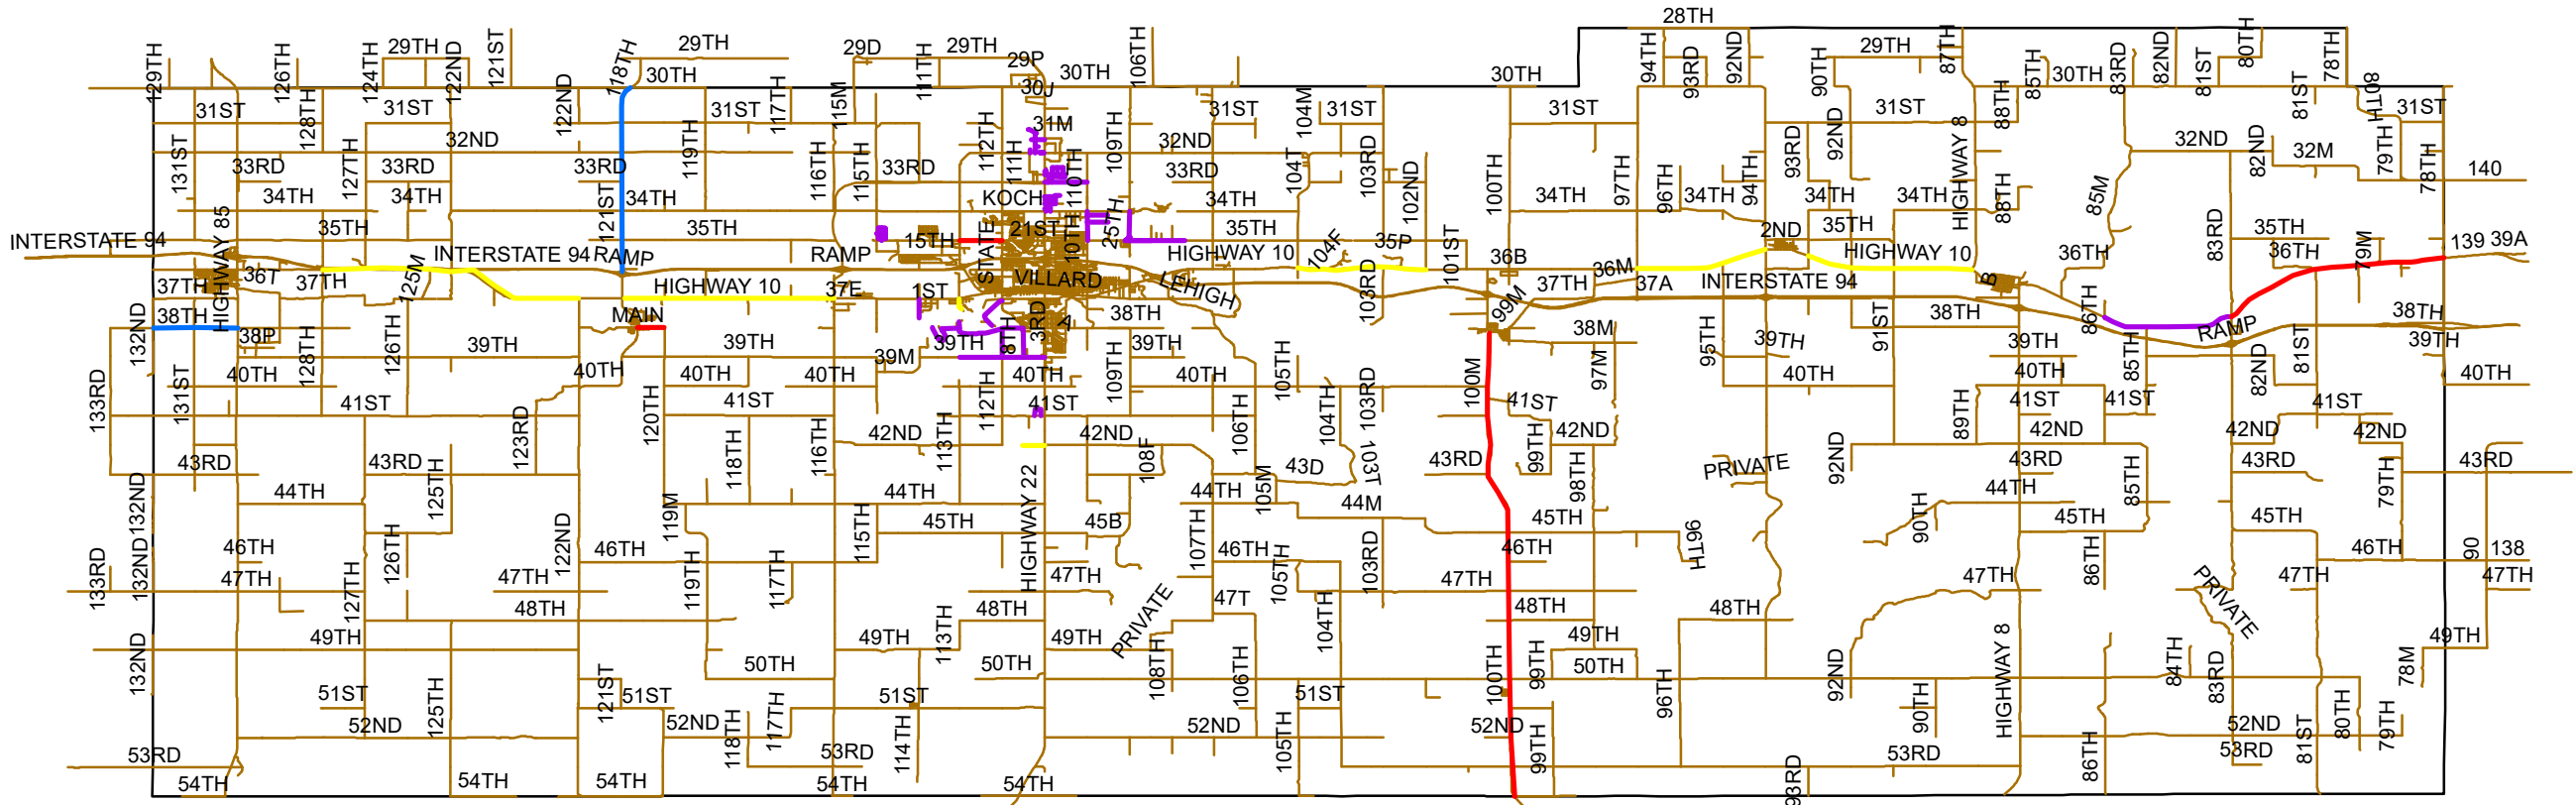 28TH
129TH
126TH
124TH
29TH
122ND
121ST
118TH
29TH
29D
111TH
29TH
29P
106TH
94TH
93RD
92ND
90TH
29TH
87TH
85TH
83RD
82ND
81ST
80TH
78TH
122ND
30TH
117TH
115M
30J
30TH
30TH
30TH
80TH
31ST
128TH
31ST
31ST
112TH
31M
109TH
31ST
104M
31ST
31ST
31ST
88TH
81ST
31ST
131ST
127TH
32ND
119TH
116TH
115TH
111H
110TH
32ND
104T
103RD
93RD
92ND
HIGHWAY 8
32ND
82ND
32M
79TH
78TH
33RD
33RD
33RD
33RD
33RD
140
34TH
34TH
121ST
34TH
KOCH
34TH
102ND
100TH
34TH
97TH
96TH
34TH
94TH
34TH
34TH
88TH
85M
HIGHWAY 85
35TH
35TH
15TH
STATE
21ST
10TH
25TH
35TH
104F
35P
101ST
2ND
35TH
83RD
35TH
79M
139
39A
INTERSTATE 94
INTERSTATE 94
RAMP
RAMP
HIGHWAY 10
HIGHWAY 10
36TH
36TH
36T
36B
36M
37TH
37TH
125M
HIGHWAY 10
37E
1ST
VILLARD
LEHIGH
103RD
99M
37TH
37A
INTERSTATE 94
B
86TH
38TH
132ND
38P
MAIN
8TH
3RD
A
38TH
38M
38TH
RAMP
38TH
131ST
128TH
126TH
39TH
39TH
39M
39TH
39TH
95TH
39TH
91ST
39TH
85TH
81ST
39TH
133RD
40TH
40TH
40TH
40TH
112TH
40TH
109TH
40TH
105TH
104TH
103RD
100M
97M
40TH
40TH
82ND
40TH
41ST
123RD
120TH
41ST
41ST
106TH
41ST
89TH
41ST
41ST
41ST
118TH
116TH
42ND
113TH
42ND
103T
99TH
42ND
92ND
42ND
42ND
42ND
43RD
43RD
125TH
108F
105M
43D
43RD
98TH
PRIVATE
43RD
85TH
43RD
79TH
43RD
132ND
44TH
119M
44TH
HIGHWAY 22
44TH
44M
90TH
44TH
126TH
122ND
115TH
45TH
45B
107TH
45TH
96TH
45TH
45TH
133RD
132ND
46TH
46TH
46TH
105TH
103RD
46TH
86TH
46TH
90
138
47TH
127TH
47TH
119TH
117TH
47TH
PRIVATE
47T
47TH
47TH
PRIVATE
47TH
47TH
48TH
113TH
48TH
104TH
48TH
48TH
132ND
49TH
49TH
49TH
108TH
106TH
49TH
HIGHWAY 8
49TH
121ST
50TH
50TH
100TH
99TH
50TH
96TH
92ND
84TH
83RD
78M
51ST
125TH
51ST
51ST
51ST
90TH
52ND
52ND
118TH
117TH
114TH
52ND
105TH
52ND
99TH
86TH
52ND
81ST
80TH
79TH
53RD
53RD
93RD
53RD
53RD
54TH
54TH
54TH
54TH
54TH